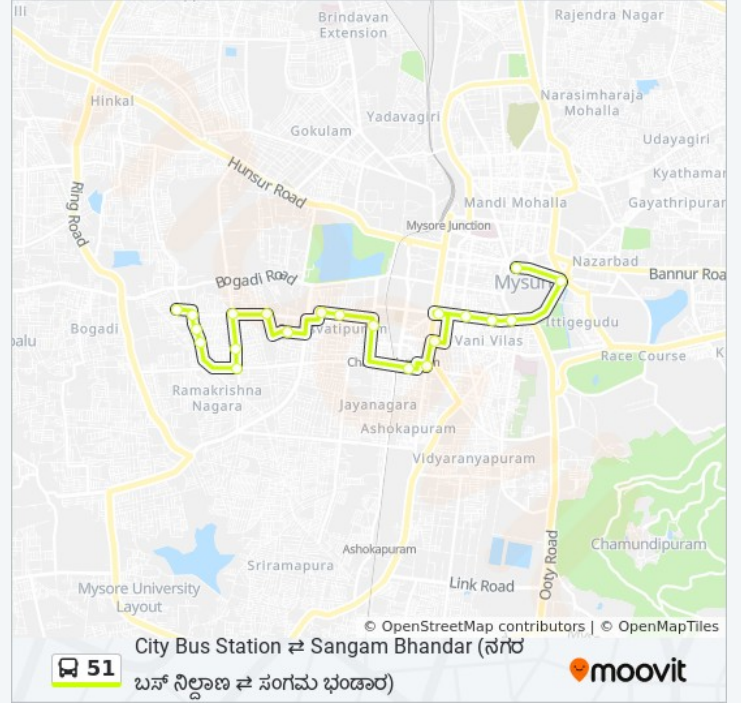 lli
Brindavan
Extension
Rajendra Nagar
Hinkal
Narasimharaja
Mohalla
Yadavagiri
Gokulam
Udayagiri
Hunsur Road
Kyathamar
Ring Road
Mandi Mohalla
Gayathripurar
Mysore Junction
Nazarbad
Bogadi Road
Mysur
Bannur Roa
Bogadi
vatipuram
Ittigegudu
Vani Vilas
Race Course
K
Ramakrishna
Nagara
Jayanagara
Ashokapuram
Vidyaranyapuram
Ashokapuram
Chamundipuram
Ooty Road
Sriramapura
Link Road
Mysore University
Layout
© OpenStreetMap contributors | © OpenMapTiles
51
City Bus Station ⇄ Sangam Bhandar (ನಗರ
ಬಸ್ ನಿಲ್ದಾಣ ⇄ ಸಂಗಮ ಭಂಡಾರ)
moovit